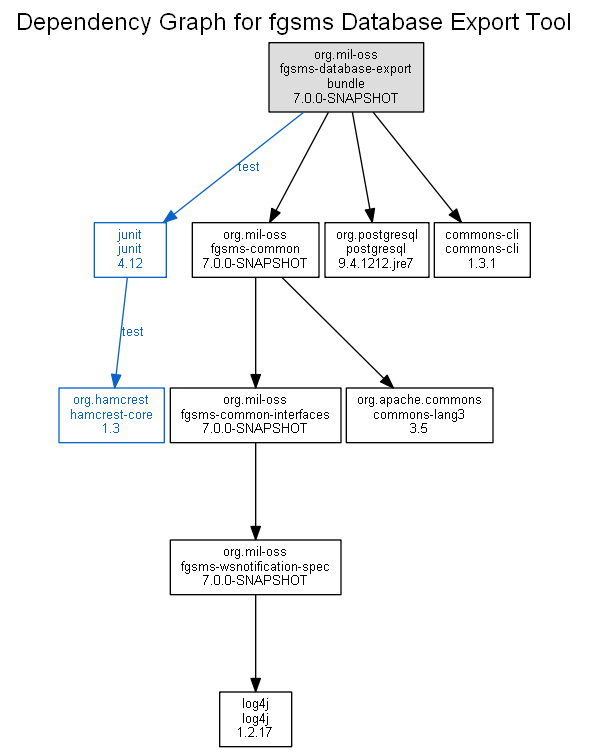 Dependency Graph for fgsms Database Export Tool
org.mil-oss
fgsms-database-export
bundle
7.0.0-SNAPSHOT
test
junit
junit
4.12
org.mil-oss
fgsms-common
7.0.0-SNAPSHOT
org.postgresql
postgresql
9.4.1212.jre7
commons-cli
commons-cli
1.3.1
test
org.hamcrest
hamcrest-core
1.3
org.mil-oss
fgsms-common-interfaces
7.0.0-SNAPSHOT
org.apache.commons
commons-lang3
3.5
org.mil-oss
fgsms-wsnotification-spec
7.0.0-SNAPSHOT
log4j
log4j
1.2.17